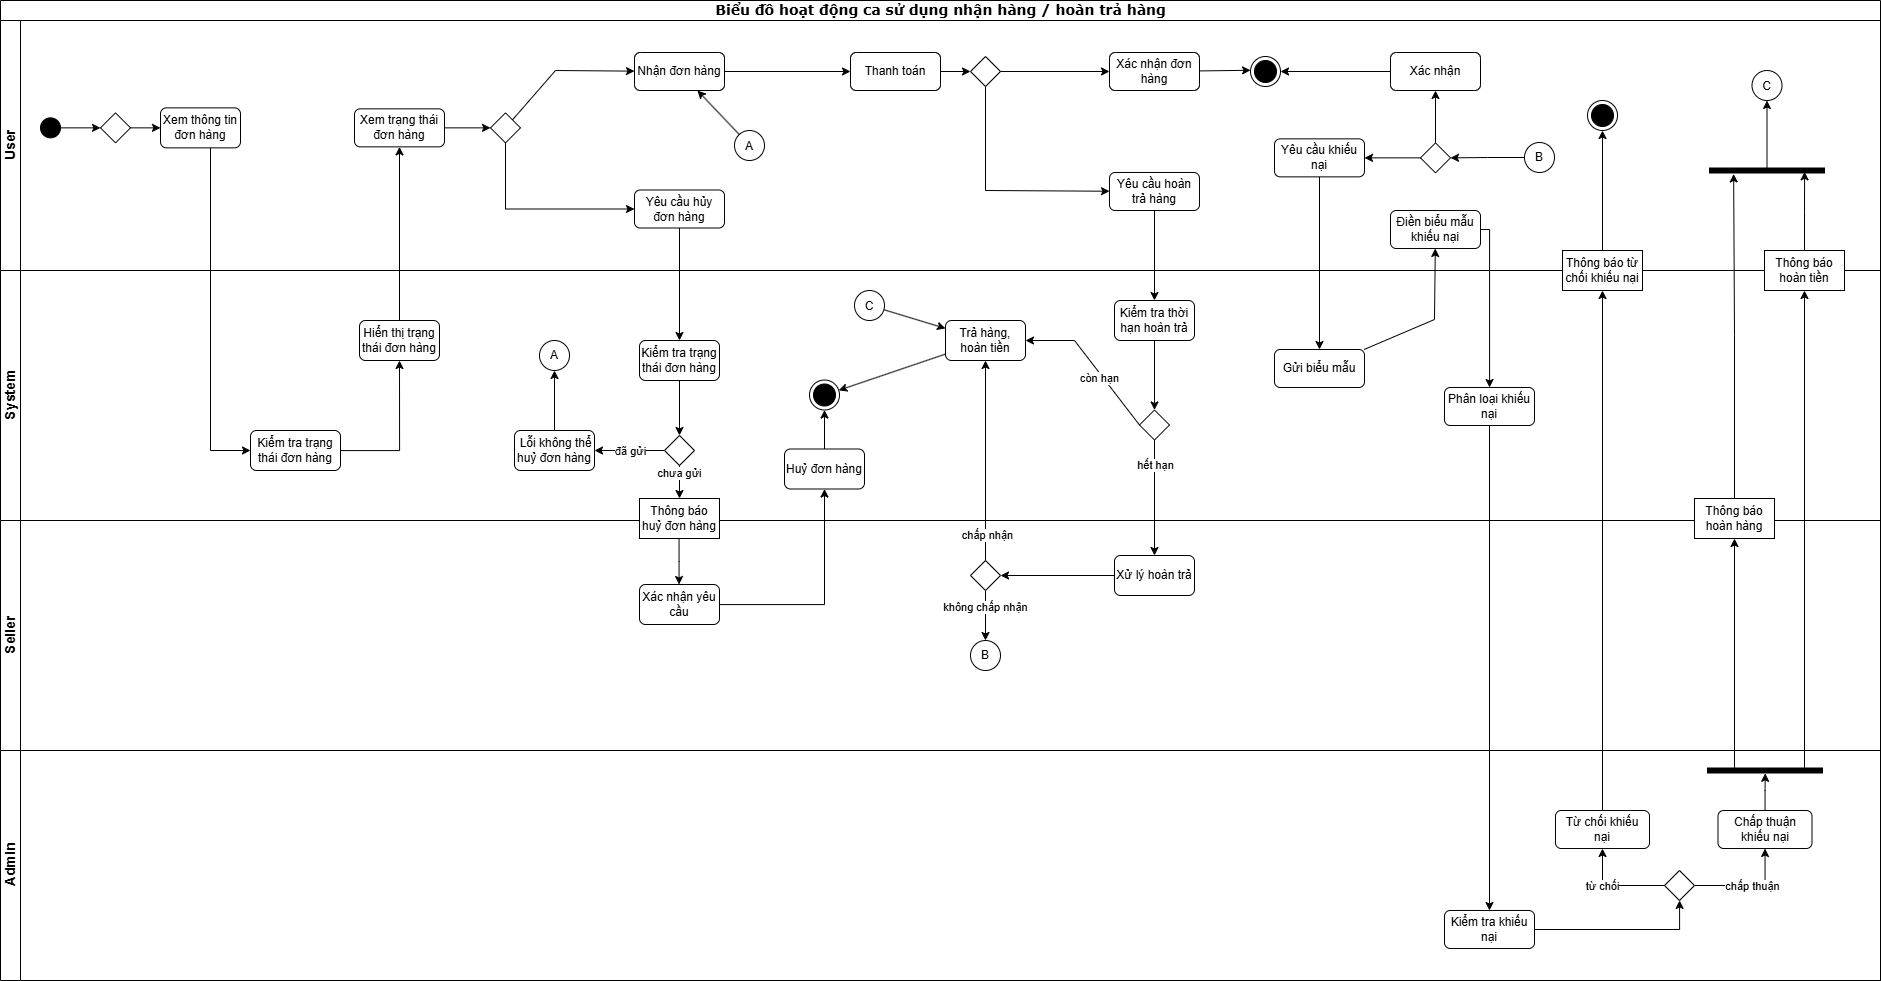 Biểu đồ hoạt động ca sử dụng nhận hàng / hoàn trả hàng
User
Xem thông tin
đơn hàng
Xem trạng thái
đơn hàng
Nhận đơn hàng
Thanh toán
Xác nhận đơn
hàng
Xác nhận
C
A
Yêu cầu khiếu
nại
B
Yêu cầu hủy
đơn hàng
Yêu cầu hoàn
trả hàng
Điền biểu mẫu
khiếu nại
Thông báo từ
chối khiếu nại
Thông báo
hoàn tiền
System
Hiển thị trạng
thái đơn hàng
A
Kiểm tra trạng
thái đơn hàng
C
Trả hàng,
hoàn tiền
Kiểm tra thời
hạn hoàn trả
còn hạn
Gửi biểu mẫu
Phân loại khiếu
nại
Kiểm tra trạng
thái đơn hàng
Lỗi không thể
huỷ đơn hàng
đã gửi
chưa gửi
Huỷ đơn hàng
hết hạn
Thông báo
huỷ đơn hàng
Thông báo
hoàn hàng
Seller
chấp nhận
Xử lý hoàn trả
Xác nhận yêu
cầu
không chấp nhận
B
Admin
Từ chối khiếu
nại
Chấp thuận
khiếu nại
từ chối
chấp thuận
Kiểm tra khiếu
nại